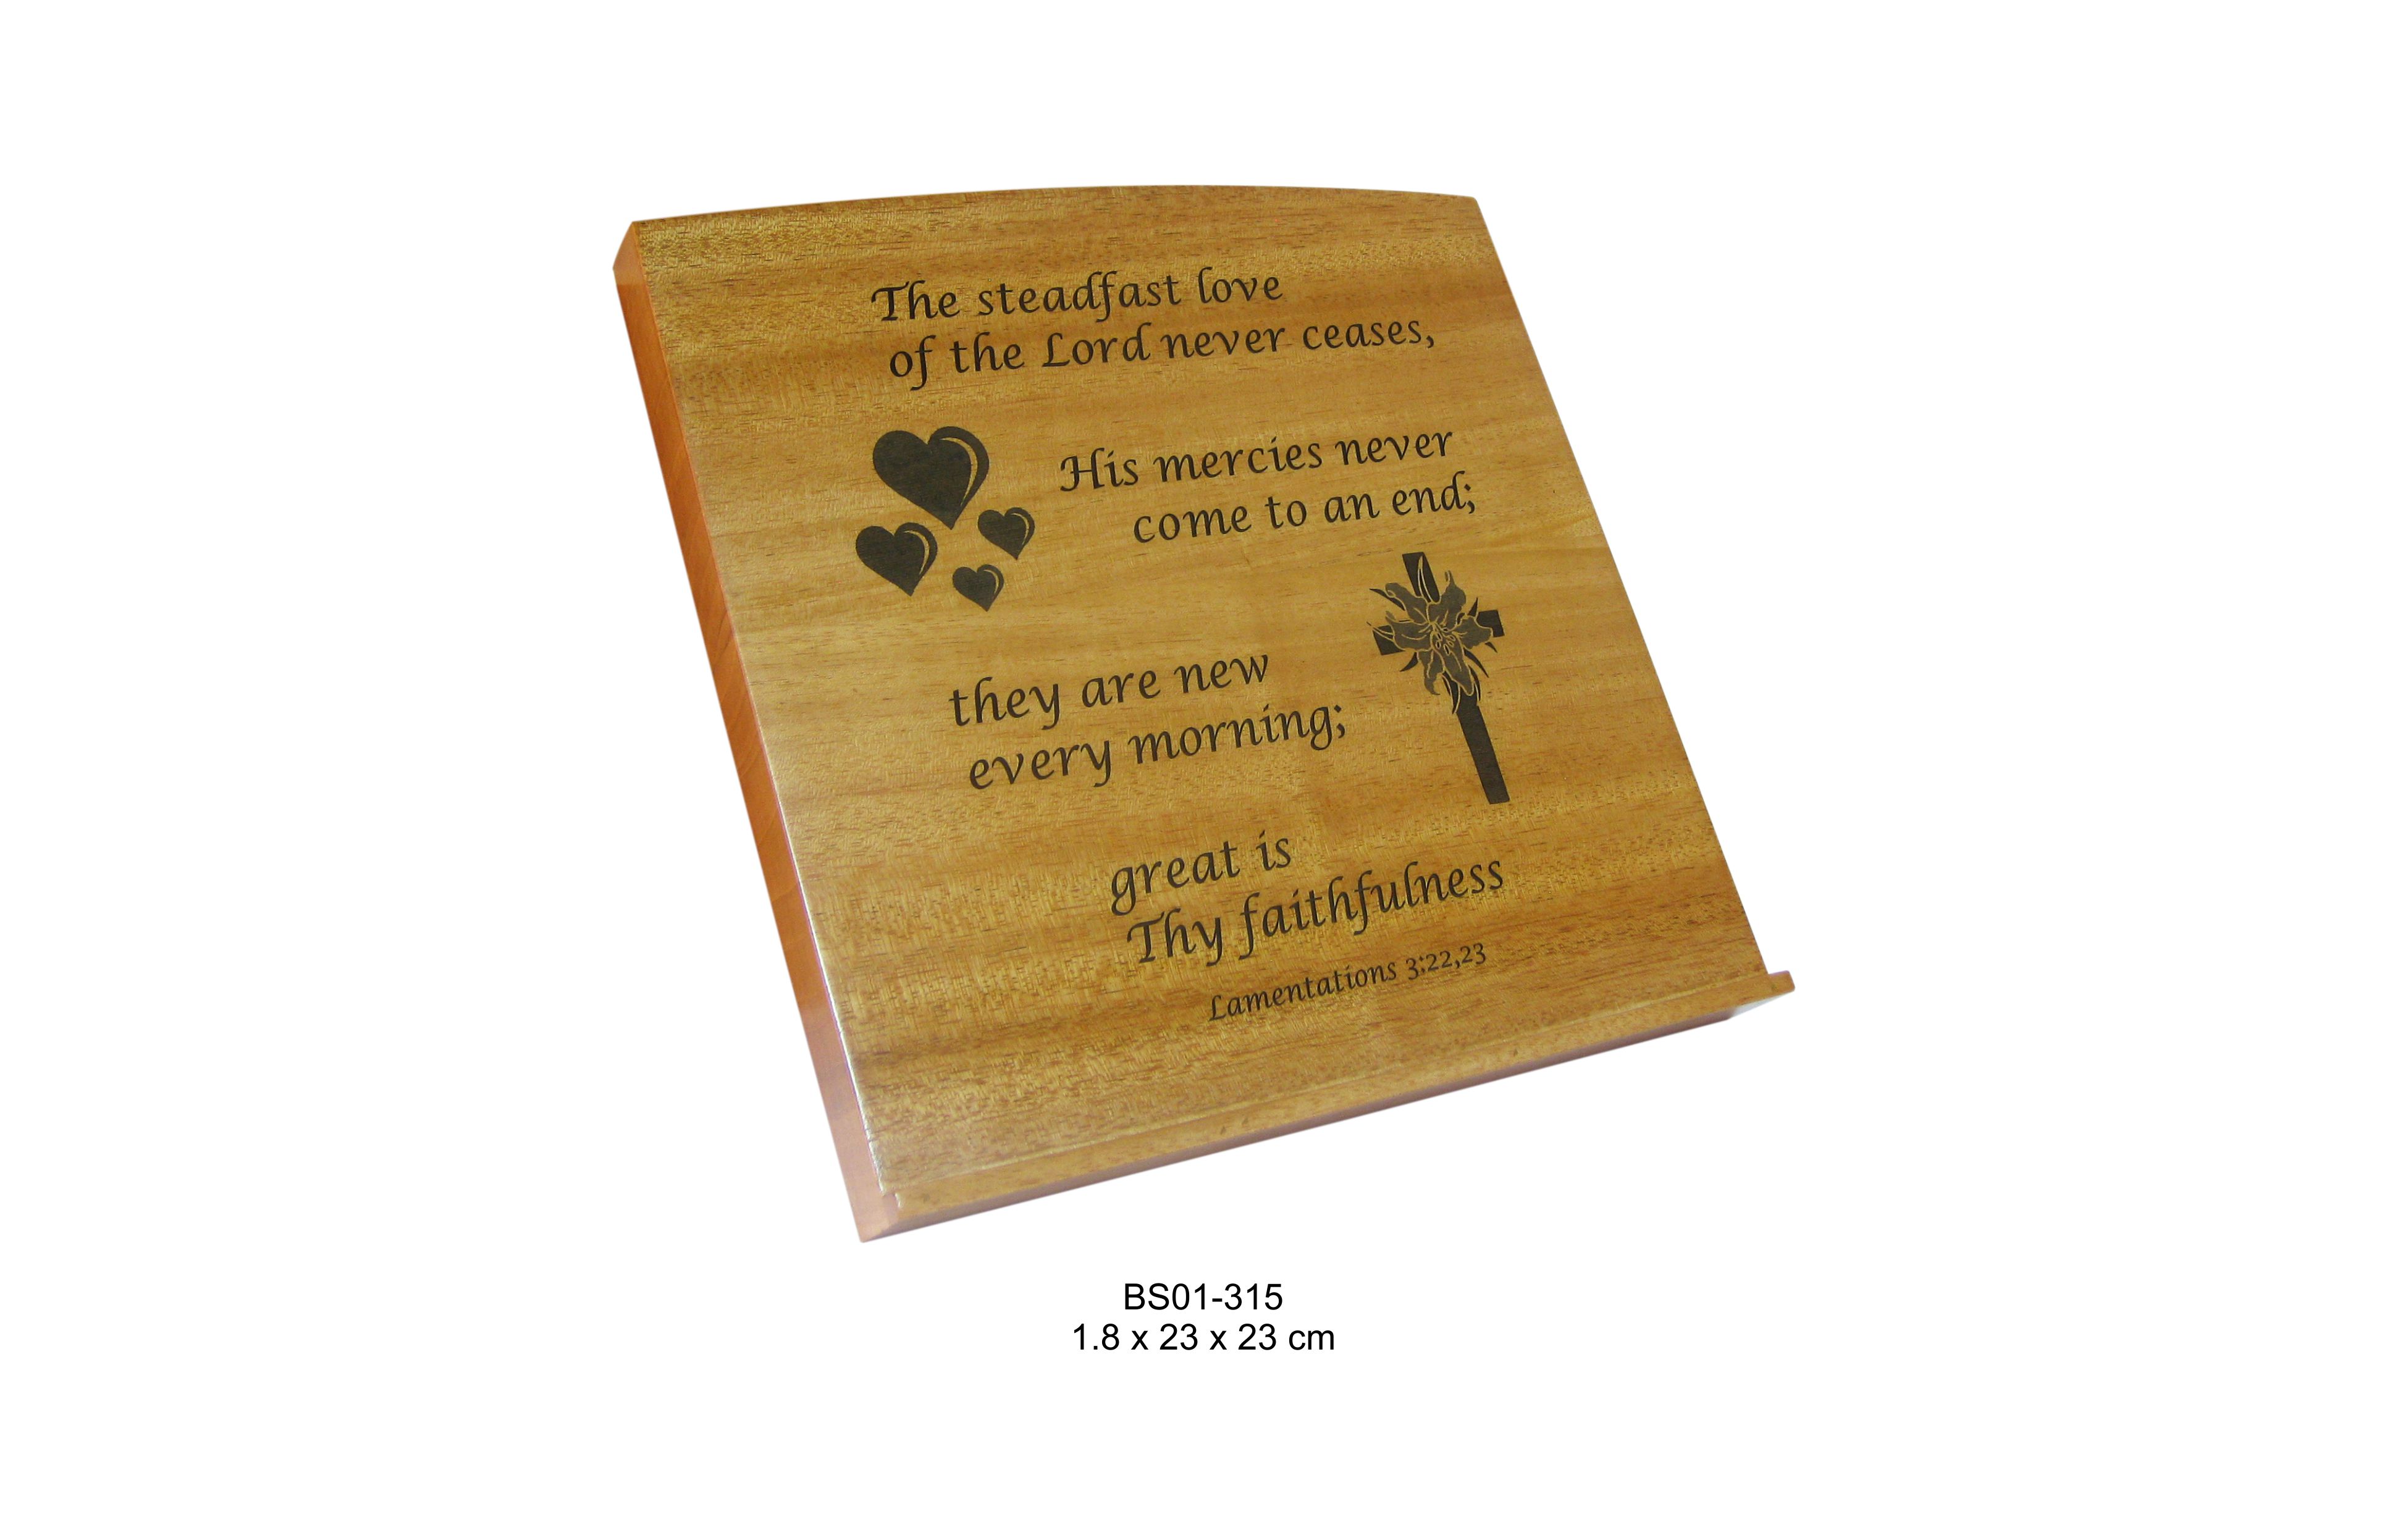 The steadfast love
of the Lord never ceases,
His mercies never
come to an end;
they are new
every morning;
great is
Thy faithfulness
Lamentations 3:22,23
BS01-315
1.8 x 23 x 23 cm